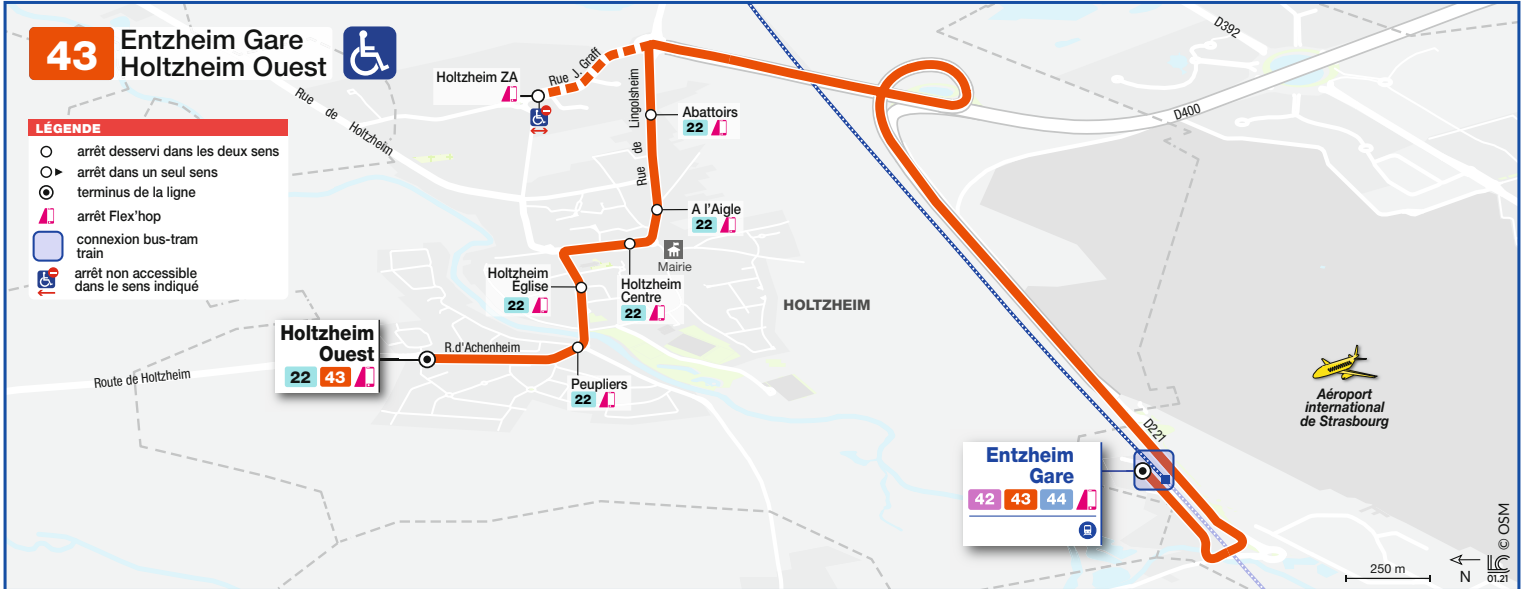 43
Entzheim Gare
Holtzheim Ouest
LÉGENDE
arrêt desservi dans les deux sens
arrêt dans un seul sens
terminus de la ligne
arrêt Flex'hop
connexion bus-tram
train
arrêt non accessible
dans le sens indiqué
Rue de Holtzheim
Holtzheim ZA
Rue J. Graff
Rue de Lingolsheim
Abattoirs
22
A l'Aigle
22
Mairie
Holtzheim
Centre
22
Holtzheim
Église
22
HOLTZHEIM
Holtzheim
Ouest
22 43
R.d'Achenheim
Peupliers
22
Route de Holtzheim
D392
D400
D221
Entzheim
Gare
42 43 44
Aéroport
international
de Strasbourg
250 m
N
© OSM
01.21